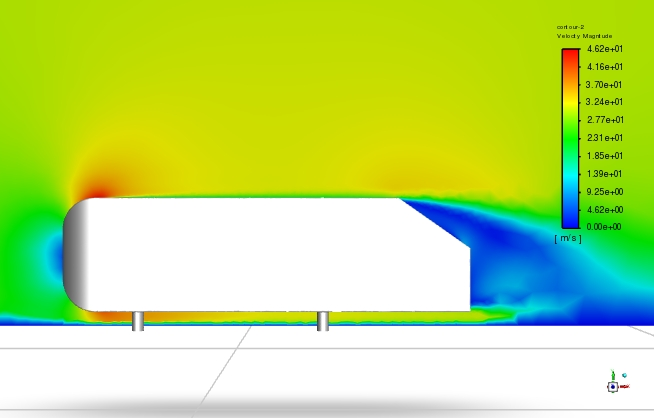 contour-2
Velocity Magnitude
4.62e+01
4.16e+01
3.70e+01
3.24e+01
2.77e+01
2.31e+01
1.85e+01
1.39e+01
9.25e+00
4.62e+00
0.00e+00
[ m/s ]